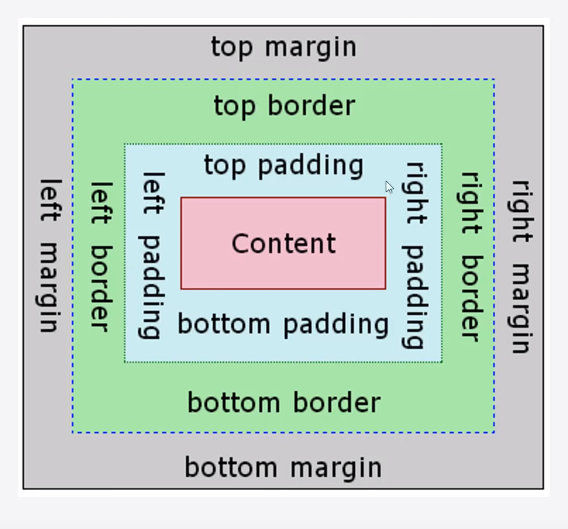 top margin
top border
top padding
left margin
left border
left padding
Content
right padding
right border
right margin
bottom padding
bottom border
bottom margin